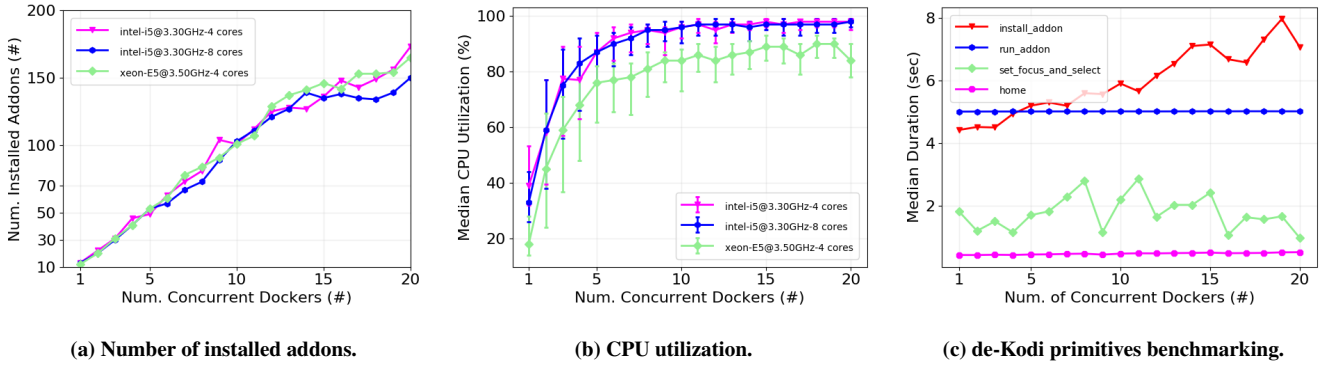 200
150
100
70
50
30
10
Num. Installed Addons (#)
intel-i5@3.30GHz-4 cores
intel-i5@3.30GHz-8 cores
xeon-E5@3.50GHz-4 cores
1 5 10 15 20
Num. Concurrent Dockers (#)
(a) Number of installed addons.
100
80
60
40
20
Median CPU Utilization (%)
intel-i5@3.30GHz-4 cores
intel-i5@3.30GHz-8 cores
xeon-E5@3.50GHz-4 cores
1 5 10 15 20
Num. Concurrent Dockers (#)
(b) CPU utilization.
8
6
4
2
Median Duration (sec)
install_addon
run_addon
set_focus_and_select
home
1 5 10 15 20
Num. of Concurrent Dockers (#)
(c) de-Kodi primitives benchmarking.